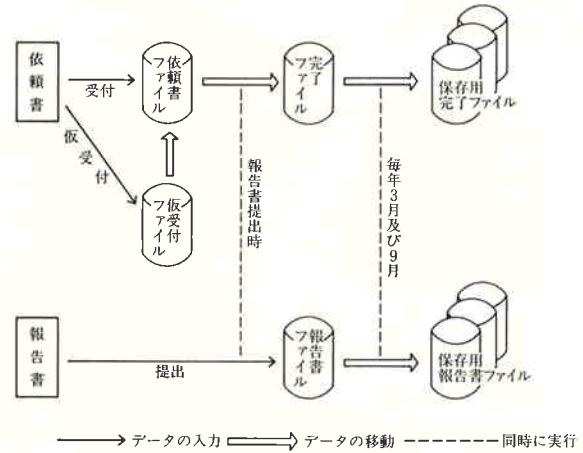 依頼書
受付
依頼書
ファイル
完了
ファイル
保存用
完了ファイル
仮受付
仮受付
ファイル
報告書提出時
毎年3月及び9月
報告書
提出
報告書
ファイル
保存用
報告書ファイル
データの入力
データの移動
同時に実行